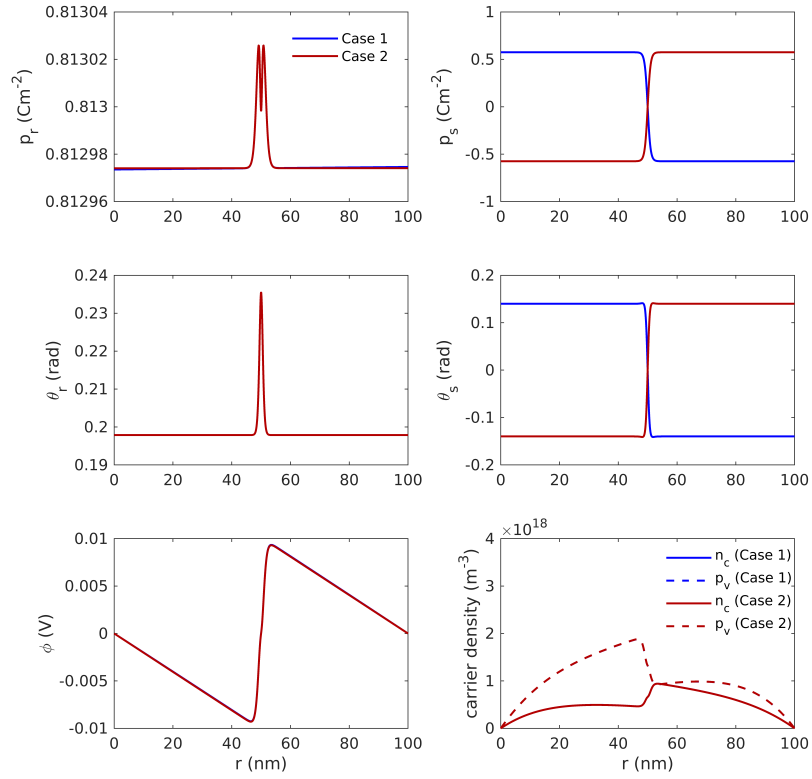 0.81304
0.81302
0.813
0.81298
0.81296
p_r (Cm^-2)
0 20 40 60 80 100
Case 1
Case 2
1
0.5
0
-0.5
-1
p_s (Cm^-2)
0 20 40 60 80 100
0.24
0.23
0.22
0.21
0.2
0.19
θ_r (rad)
0 20 40 60 80 100
0.2
0.1
0
-0.1
-0.2
θ_s (rad)
0 20 40 60 80 100
0.01
0.005
0
-0.005
-0.01
ϕ (V)
0 20 40 60 80 100
r (nm)
×10^18
4
3
2
1
0
carrier density (m^-3)
n_c (Case 1)
p_v (Case 1)
n_c (Case 2)
p_v (Case 2)
0 20 40 60 80 100
r (nm)